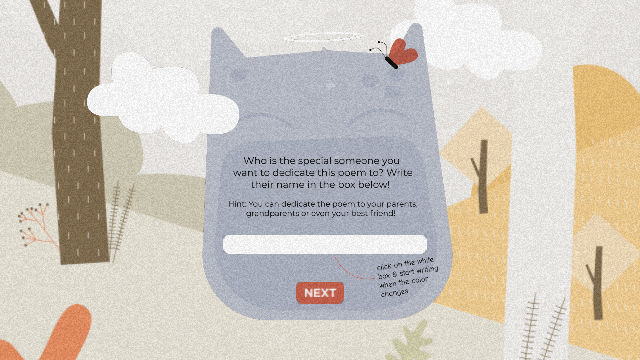 Who is the special someone you
want to dedicate this poem to? Write
their name in the box below!
Hint: You can dedicate the poem to your parents,
grandparents or even your best friend!
click on the white
box & start writing
when the color
changes
NEXT